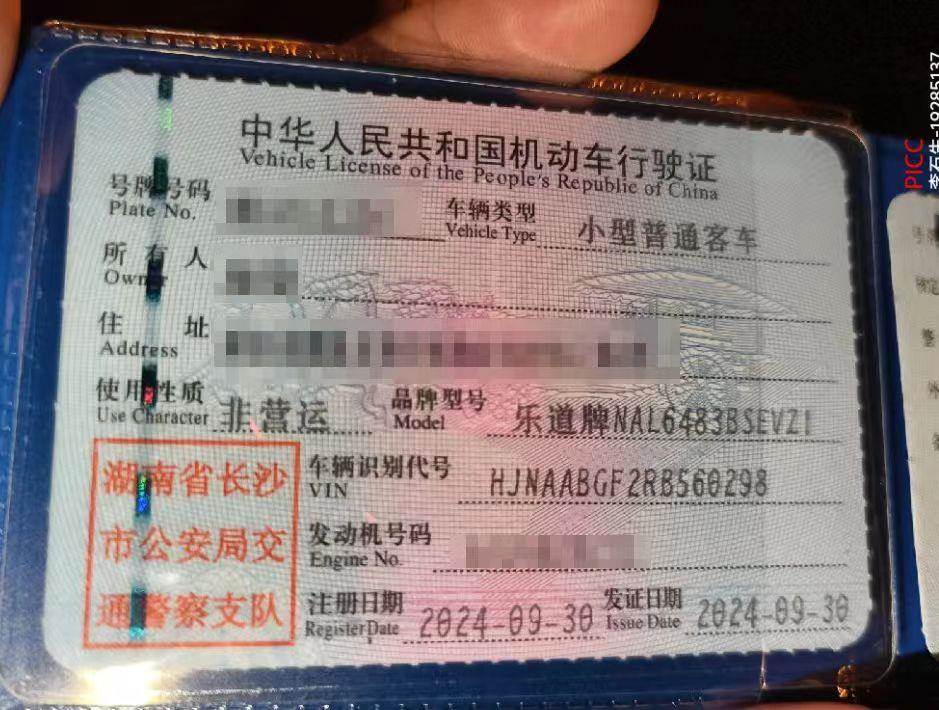 中华人民共和国机动车行驶证
Vehicle License of the People's Republic of China
号牌号码
Plate No.
车辆类型 小型普通客车
Vehicle Type
所有人
Owner
住址
Address
使用性质 非营运
Use Character
品牌型号 乐道牌NAL6483BSEVZ1
Model
湖南省长沙
市公安局交
通警察支队
车辆识别代号 HJNAABGF2RB560298
VIN
发动机号码
Engine No.
注册日期 2024-09-30
Register Date
发证日期 2024-09-30
Issue Date
PICC
李石生-19285137